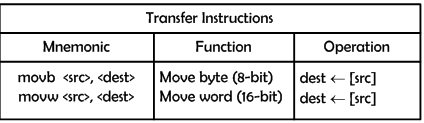 Transfer Instructions
Mnemonic Function Operation
movb <src>, <dest> Move byte (8-bit) dest ← [src]
movw <src>, <dest> Move word (16-bit) dest ← [src]